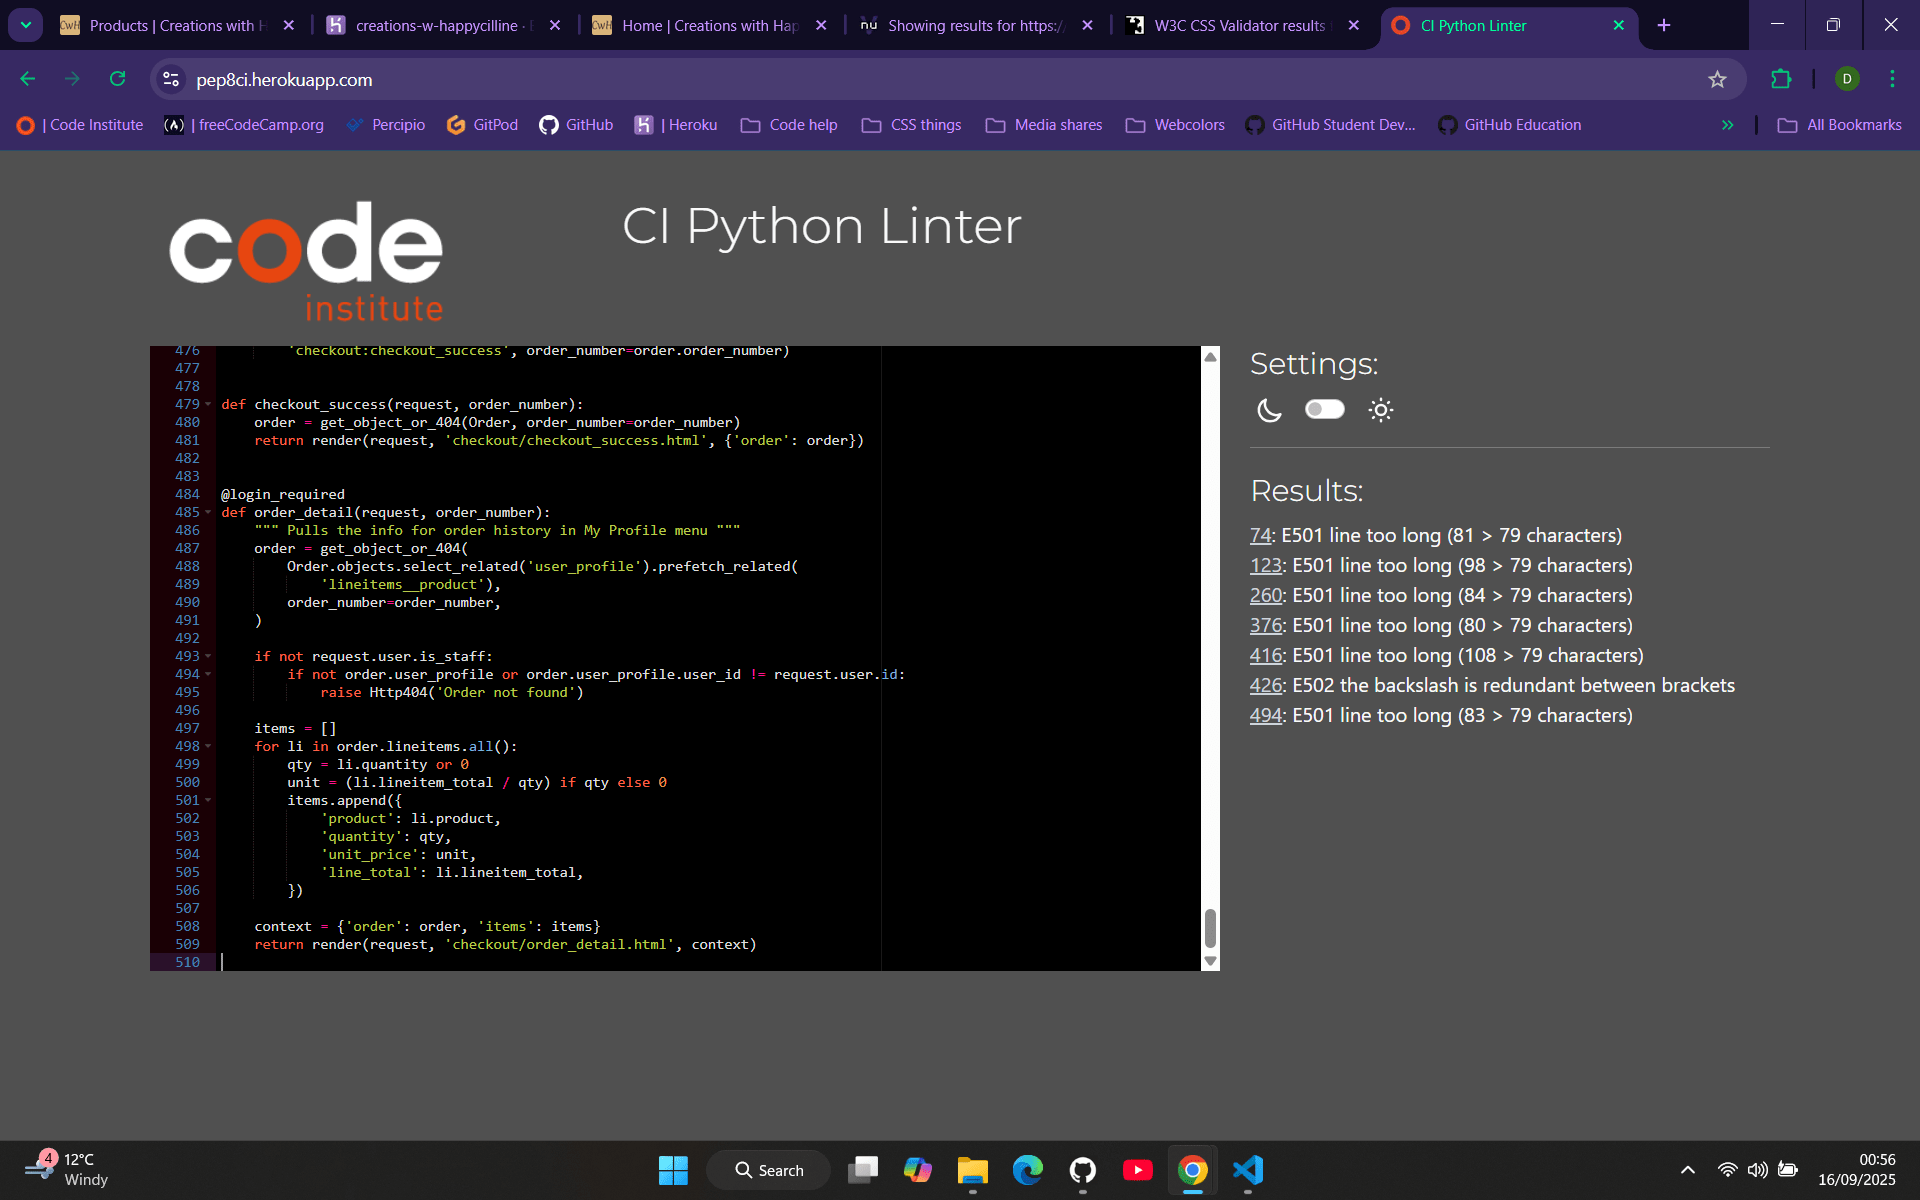 Products | Creations with H
creations-w-happycilline ·
Home | Creations with Hap
Showing results for https:/
W3C CSS Validator results
CI Python Linter
pep8ci.herokuapp.com
D
| Code Institute
| freeCodeCamp.org
Percipio
GitPod
GitHub
| Heroku
Code help
CSS things
Media shares
Webcolors
GitHub Student Dev...
GitHub Education
»
All Bookmarks
code
institute
CI Python Linter
476 'checkout:checkout_success', order_number=order.order_number)
477
478
479 def checkout_success(request, order_number):
480 order = get_object_or_404(Order, order_number=order_number)
481 return render(request, 'checkout/checkout_success.html', {'order': order})
482
483
484 @login_required
485 def order_detail(request, order_number):
486 """ Pulls the info for order history in My Profile menu """
487 order = get_object_or_404(
488 Order.objects.select_related('user_profile').prefetch_related(
489 'lineitems__product'),
490 order_number=order_number,
491 )
492
493 if not request.user.is_staff:
494 if not order.user_profile or order.user_profile.user_id != request.user.id:
495 raise Http404('Order not found')
496
497 items = []
498 for li in order.lineitems.all():
499 qty = li.quantity or 0
500 unit = (li.lineitem_total / qty) if qty else 0
501 items.append({
502 'product': li.product,
503 'quantity': qty,
504 'unit_price': unit,
505 'line_total': li.lineitem_total,
506 })
507
508 context = {'order': order, 'items': items}
509 return render(request, 'checkout/order_detail.html', context)
510
Settings:
Results:
74: E501 line too long (81 > 79 characters)
123: E501 line too long (98 > 79 characters)
260: E501 line too long (84 > 79 characters)
376: E501 line too long (80 > 79 characters)
416: E501 line too long (108 > 79 characters)
426: E502 the backslash is redundant between brackets
494: E501 line too long (83 > 79 characters)
4
12°C
Windy
Search
00:56
16/09/2025